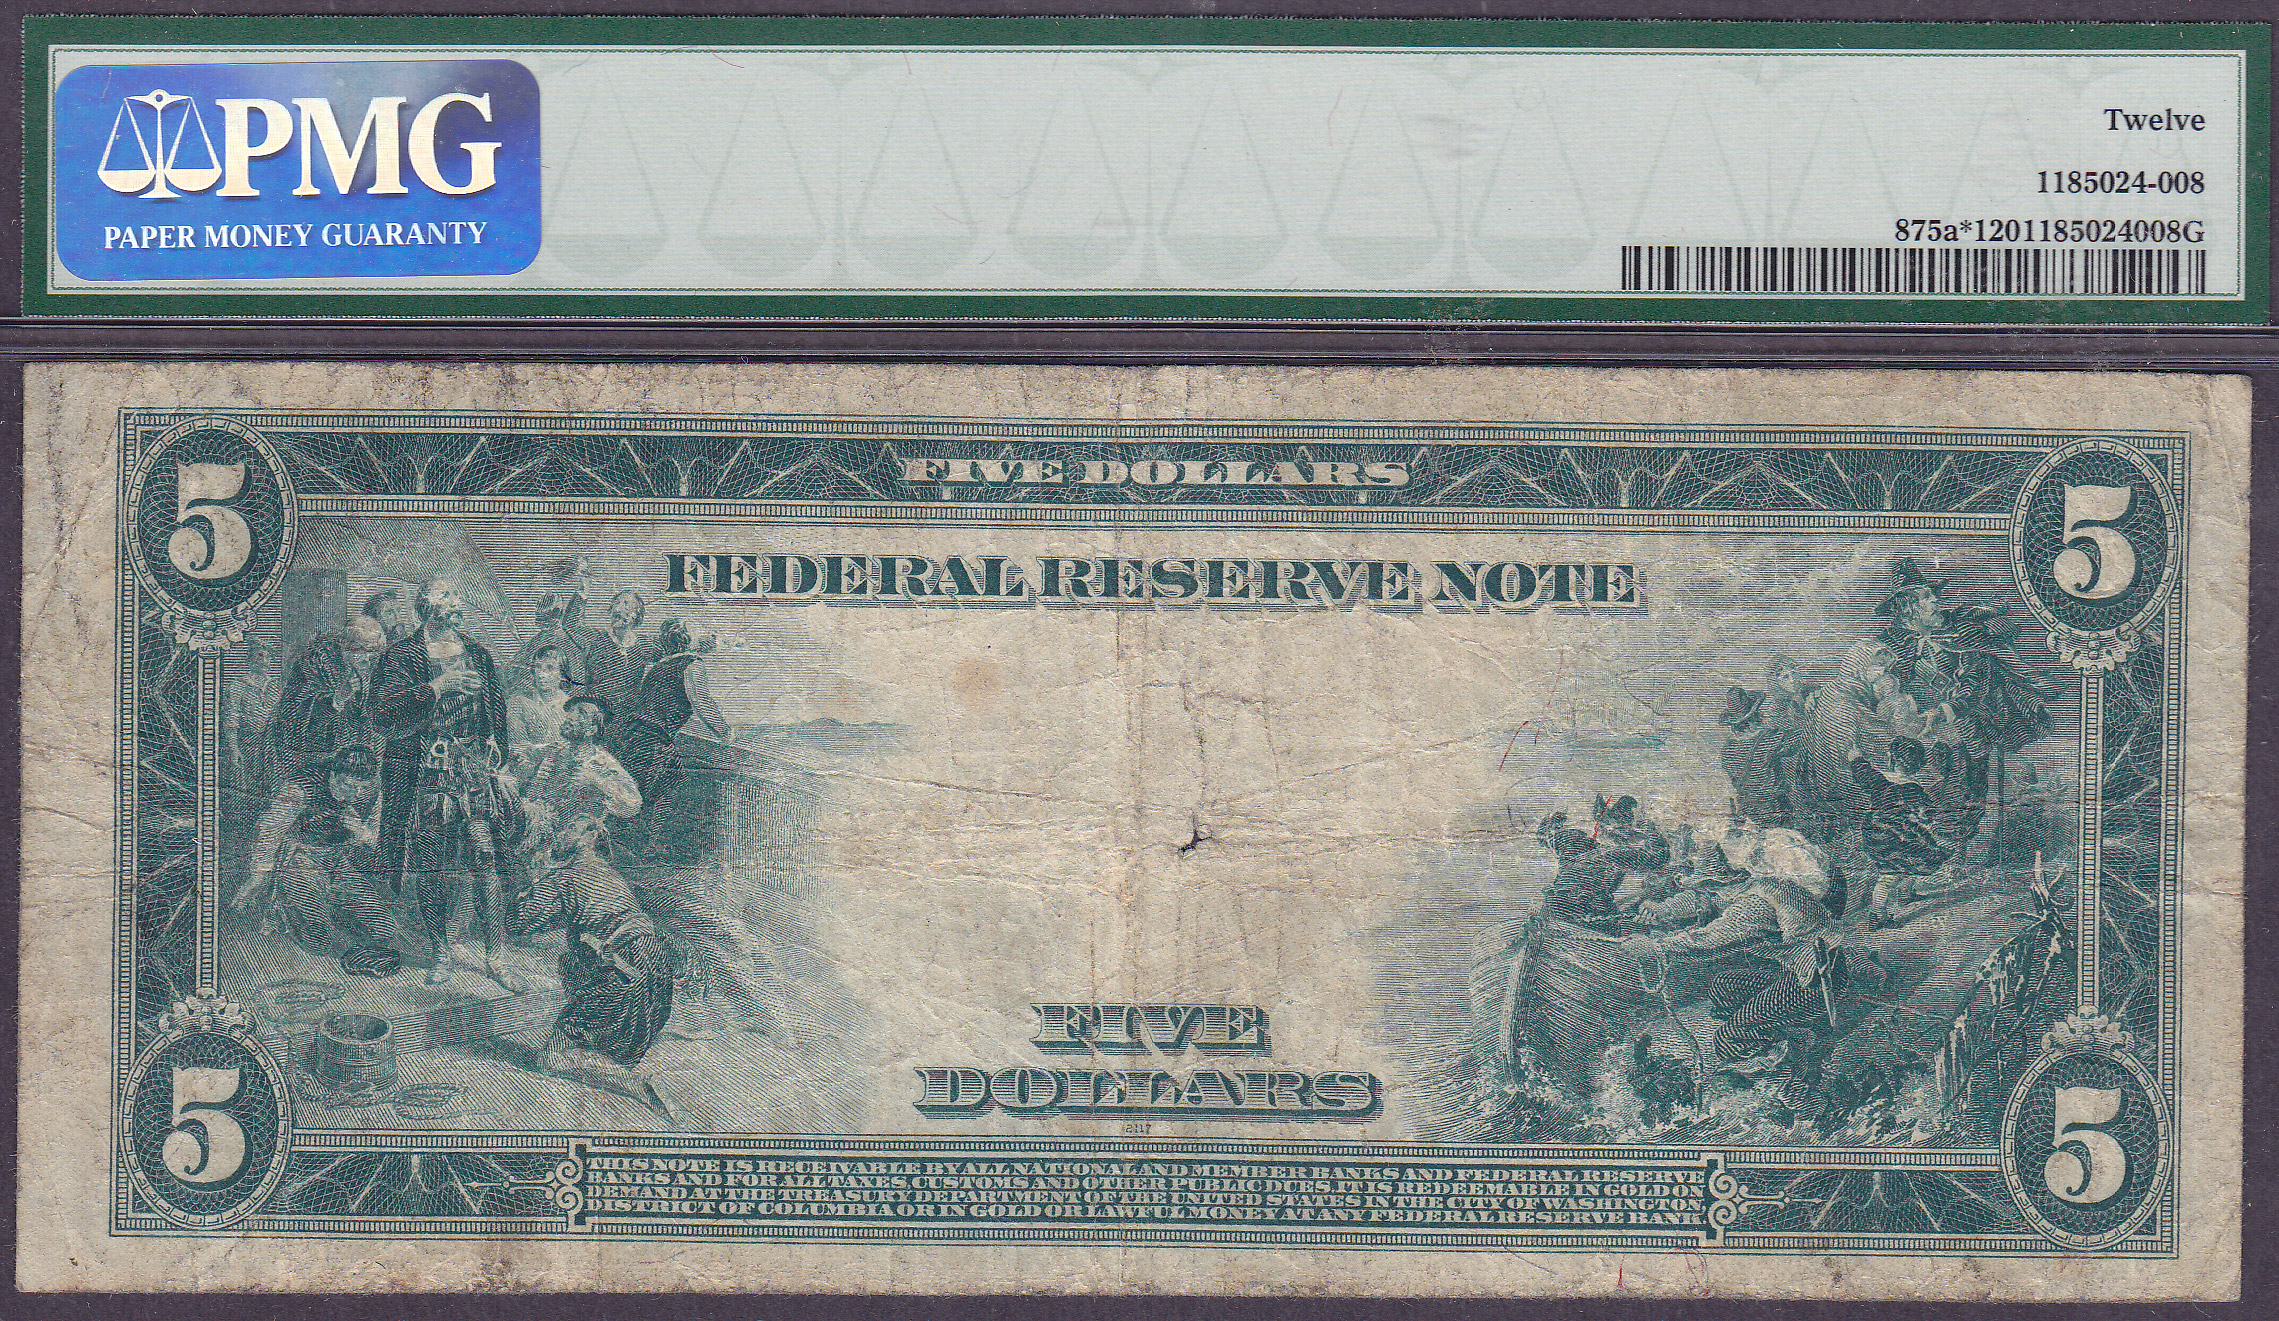 PMG
PAPER MONEY GUARANTY
Twelve
1185024-008
875a*1201185024008G
5
FIVE DOLLARS
5
FEDERAL RESERVE NOTE
FIVE
DOLLARS
2117
5
THIS NOTE IS RECEIVABLE BY ALL NATIONAL AND MEMBER BANKS AND FEDERAL RESERVE
BANKS AND FOR ALL TAXES, CUSTOMS AND OTHER PUBLIC DUES. IT IS REDEEMABLE IN GOLD ON
DEMAND AT THE TREASURY DEPARTMENT OF THE UNITED STATES IN THE CITY OF WASHINGTON,
DISTRICT OF COLUMBIA OR IN GOLD OR LAWFUL MONEY AT ANY FEDERAL RESERVE BANK.
5